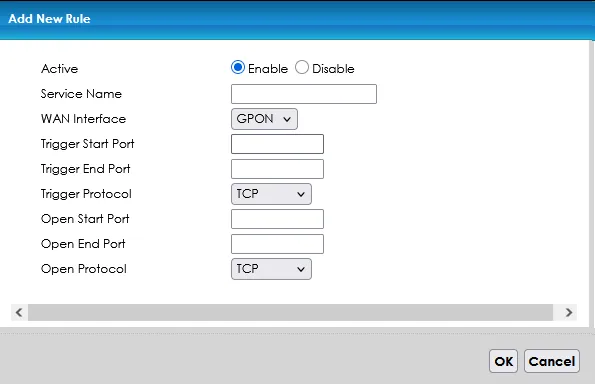 Add New Rule
Active Enable Disable
Service Name
WAN Interface GPON
Trigger Start Port
Trigger End Port
Trigger Protocol TCP
Open Start Port
Open End Port
Open Protocol TCP
OK Cancel